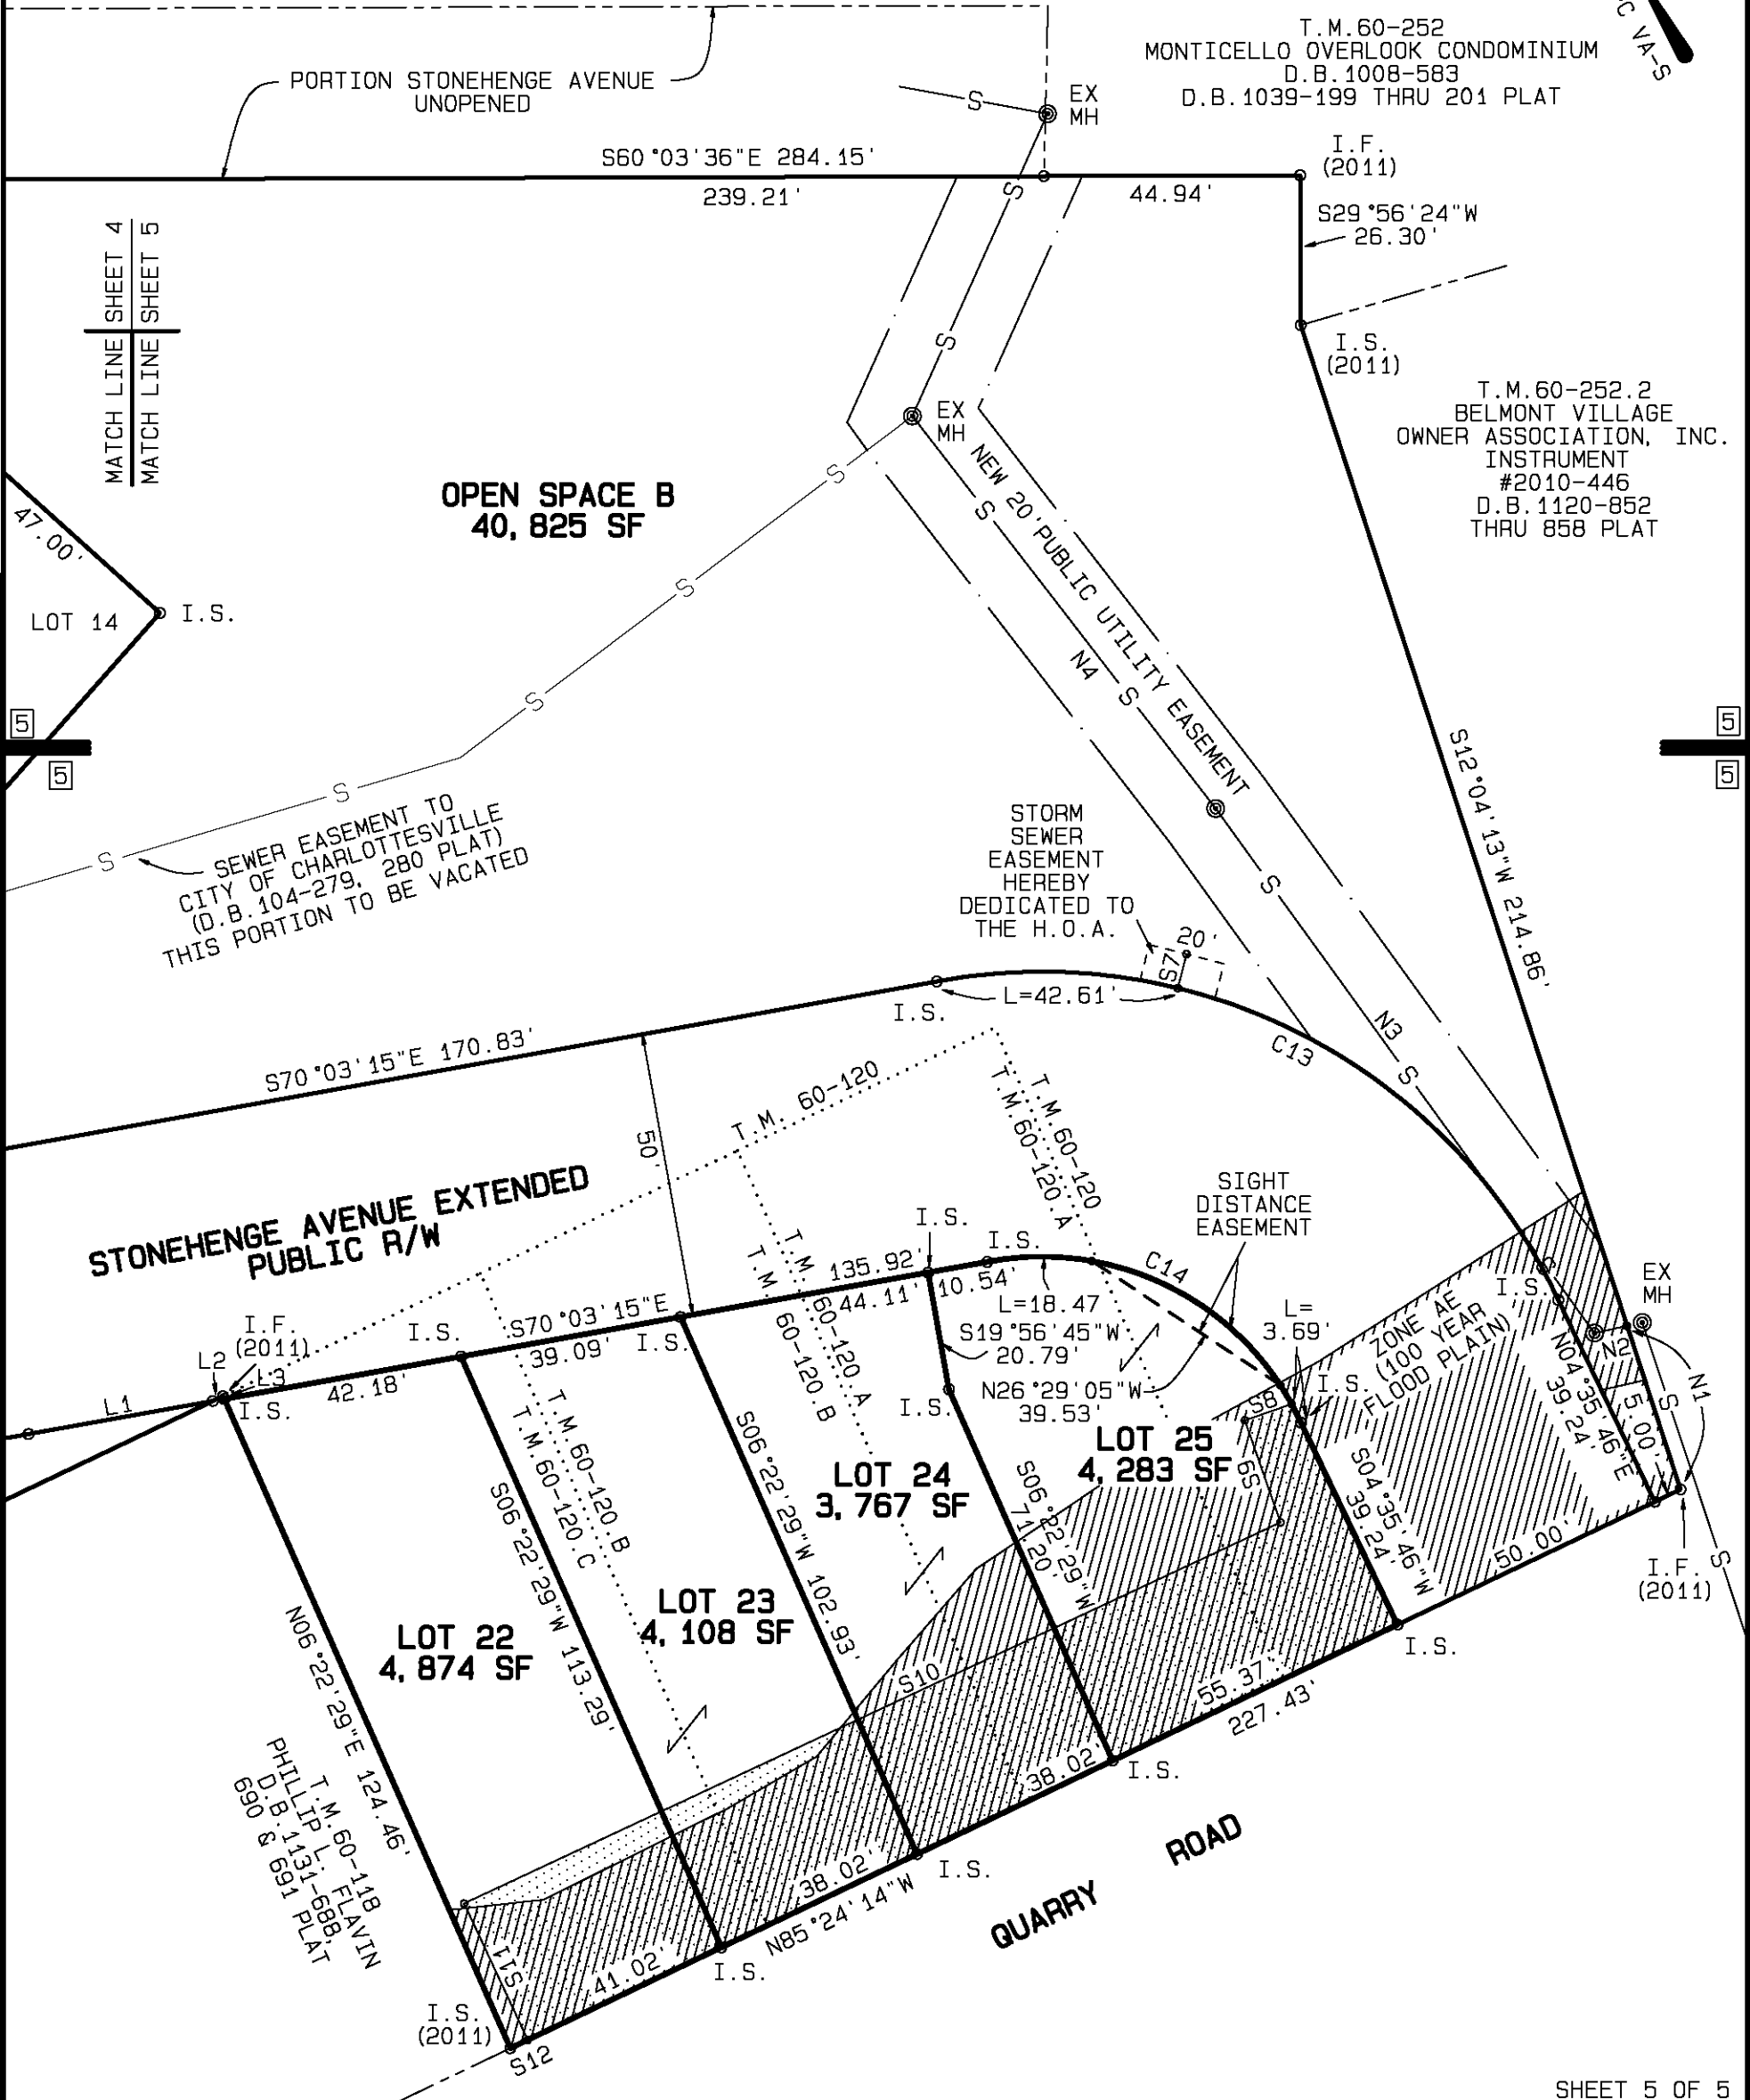 C VA-S
T.M.60-252
MONTICELLO OVERLOOK CONDOMINIUM
D.B.1008-583
D.B.1039-199 THRU 201 PLAT
PORTION STONEHENGE AVENUE
UNOPENED
S
EX
MH
S60°03'36"E 284.15'
239.21'
44.94'
I.F.
(2011)
S29°56'24"W
26.30'
S
MATCH LINE SHEET 4
MATCH LINE SHEET 5
I.S.
(2011)
S
EX
MH
T.M.60-252.2
BELMONT VILLAGE
OWNER ASSOCIATION, INC.
INSTRUMENT
#2010-446
D.B.1120-852
THRU 858 PLAT
OPEN SPACE B
40,825 SF
47.00'
LOT 14
I.S.
S
S
S
S
S
NEW 20'PUBLIC UTILITY EASEMENT
N4
S
S
5
5
5
5
S12°04'13"W 214.86'
SEWER EASEMENT TO
CITY OF CHARLOTTESVILLE
(D.B.104-279, 280 PLAT)
THIS PORTION TO BE VACATED
STORM
SEWER
EASEMENT
HEREBY
DEDICATED TO
THE H.O.A.
S
S7
20'
L=42.61'
I.S.
N3
S
C13
S70°03'15"E 170.83'
50'
T.M. 60-120
T.M.60-120
T.M.60-120 A
STONEHENGE AVENUE EXTENDED
PUBLIC R/W
SIGHT
DISTANCE
EASEMENT
I.S.
I.S.
C14
135.92'
44.11'
10.54'
L=18.47
L=
3.69'
S19°56'45"W
20.79'
N26°29'05"W
39.53'
I.S.
T.M.60-120 A
T.M.60-120 B
S70°03'15"E
39.09'
I.S.
I.S.
I.F.
(2011)
L2
L3
L1
I.S.
42.18'
I.S.
EX
MH
ZONE AE
(100 YEAR
FLOOD PLAIN)
N2
N1
S
5.00'
N04°35'46"E
39.24'
I.S.
S8
S9
LOT 25
4,283 SF
LOT 24
3,767 SF
LOT 23
4,108 SF
LOT 22
4,874 SF
T.M.60-120 B
T.M.60-120 C
S06°22'29"W 113.29'
S06°22'29"W 102.93'
S06°22'29"W
71.20'
S04°35'46"W
39.24'
50.00'
I.F.
(2011)
S
I.S.
S10
55.37'
227.43'
N06°22'29"E 124.46'
T.M.60-118
PHILLIP L. FLAVIN
D.B.1131-688,
690 & 691 PLAT
38.02'
I.S.
38.02'
I.S.
N85°24'14"W
QUARRY ROAD
41.02'
I.S.
S11
I.S.
(2011)
S12
SHEET 5 OF 5